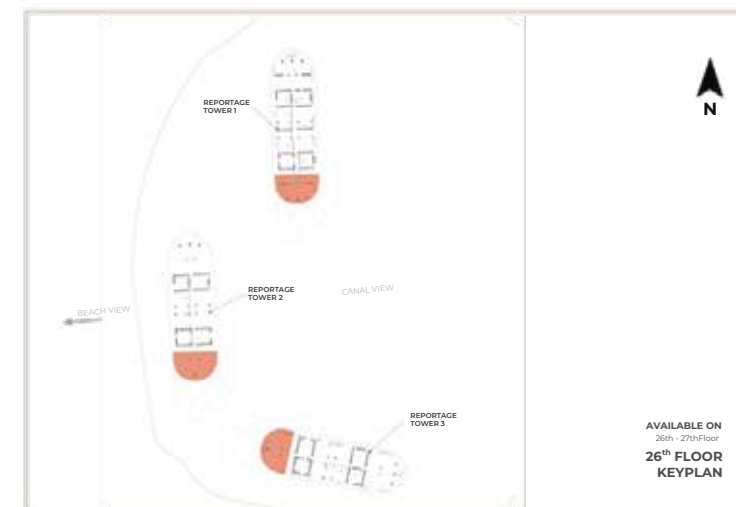 REPORTAGE
TOWER 1
N
REPORTAGE
TOWER 2
CANAL VIEW
BEACH VIEW
REPORTAGE
TOWER 3
AVAILABLE ON
26th - 27thFloor
26th FLOOR
KEYPLAN